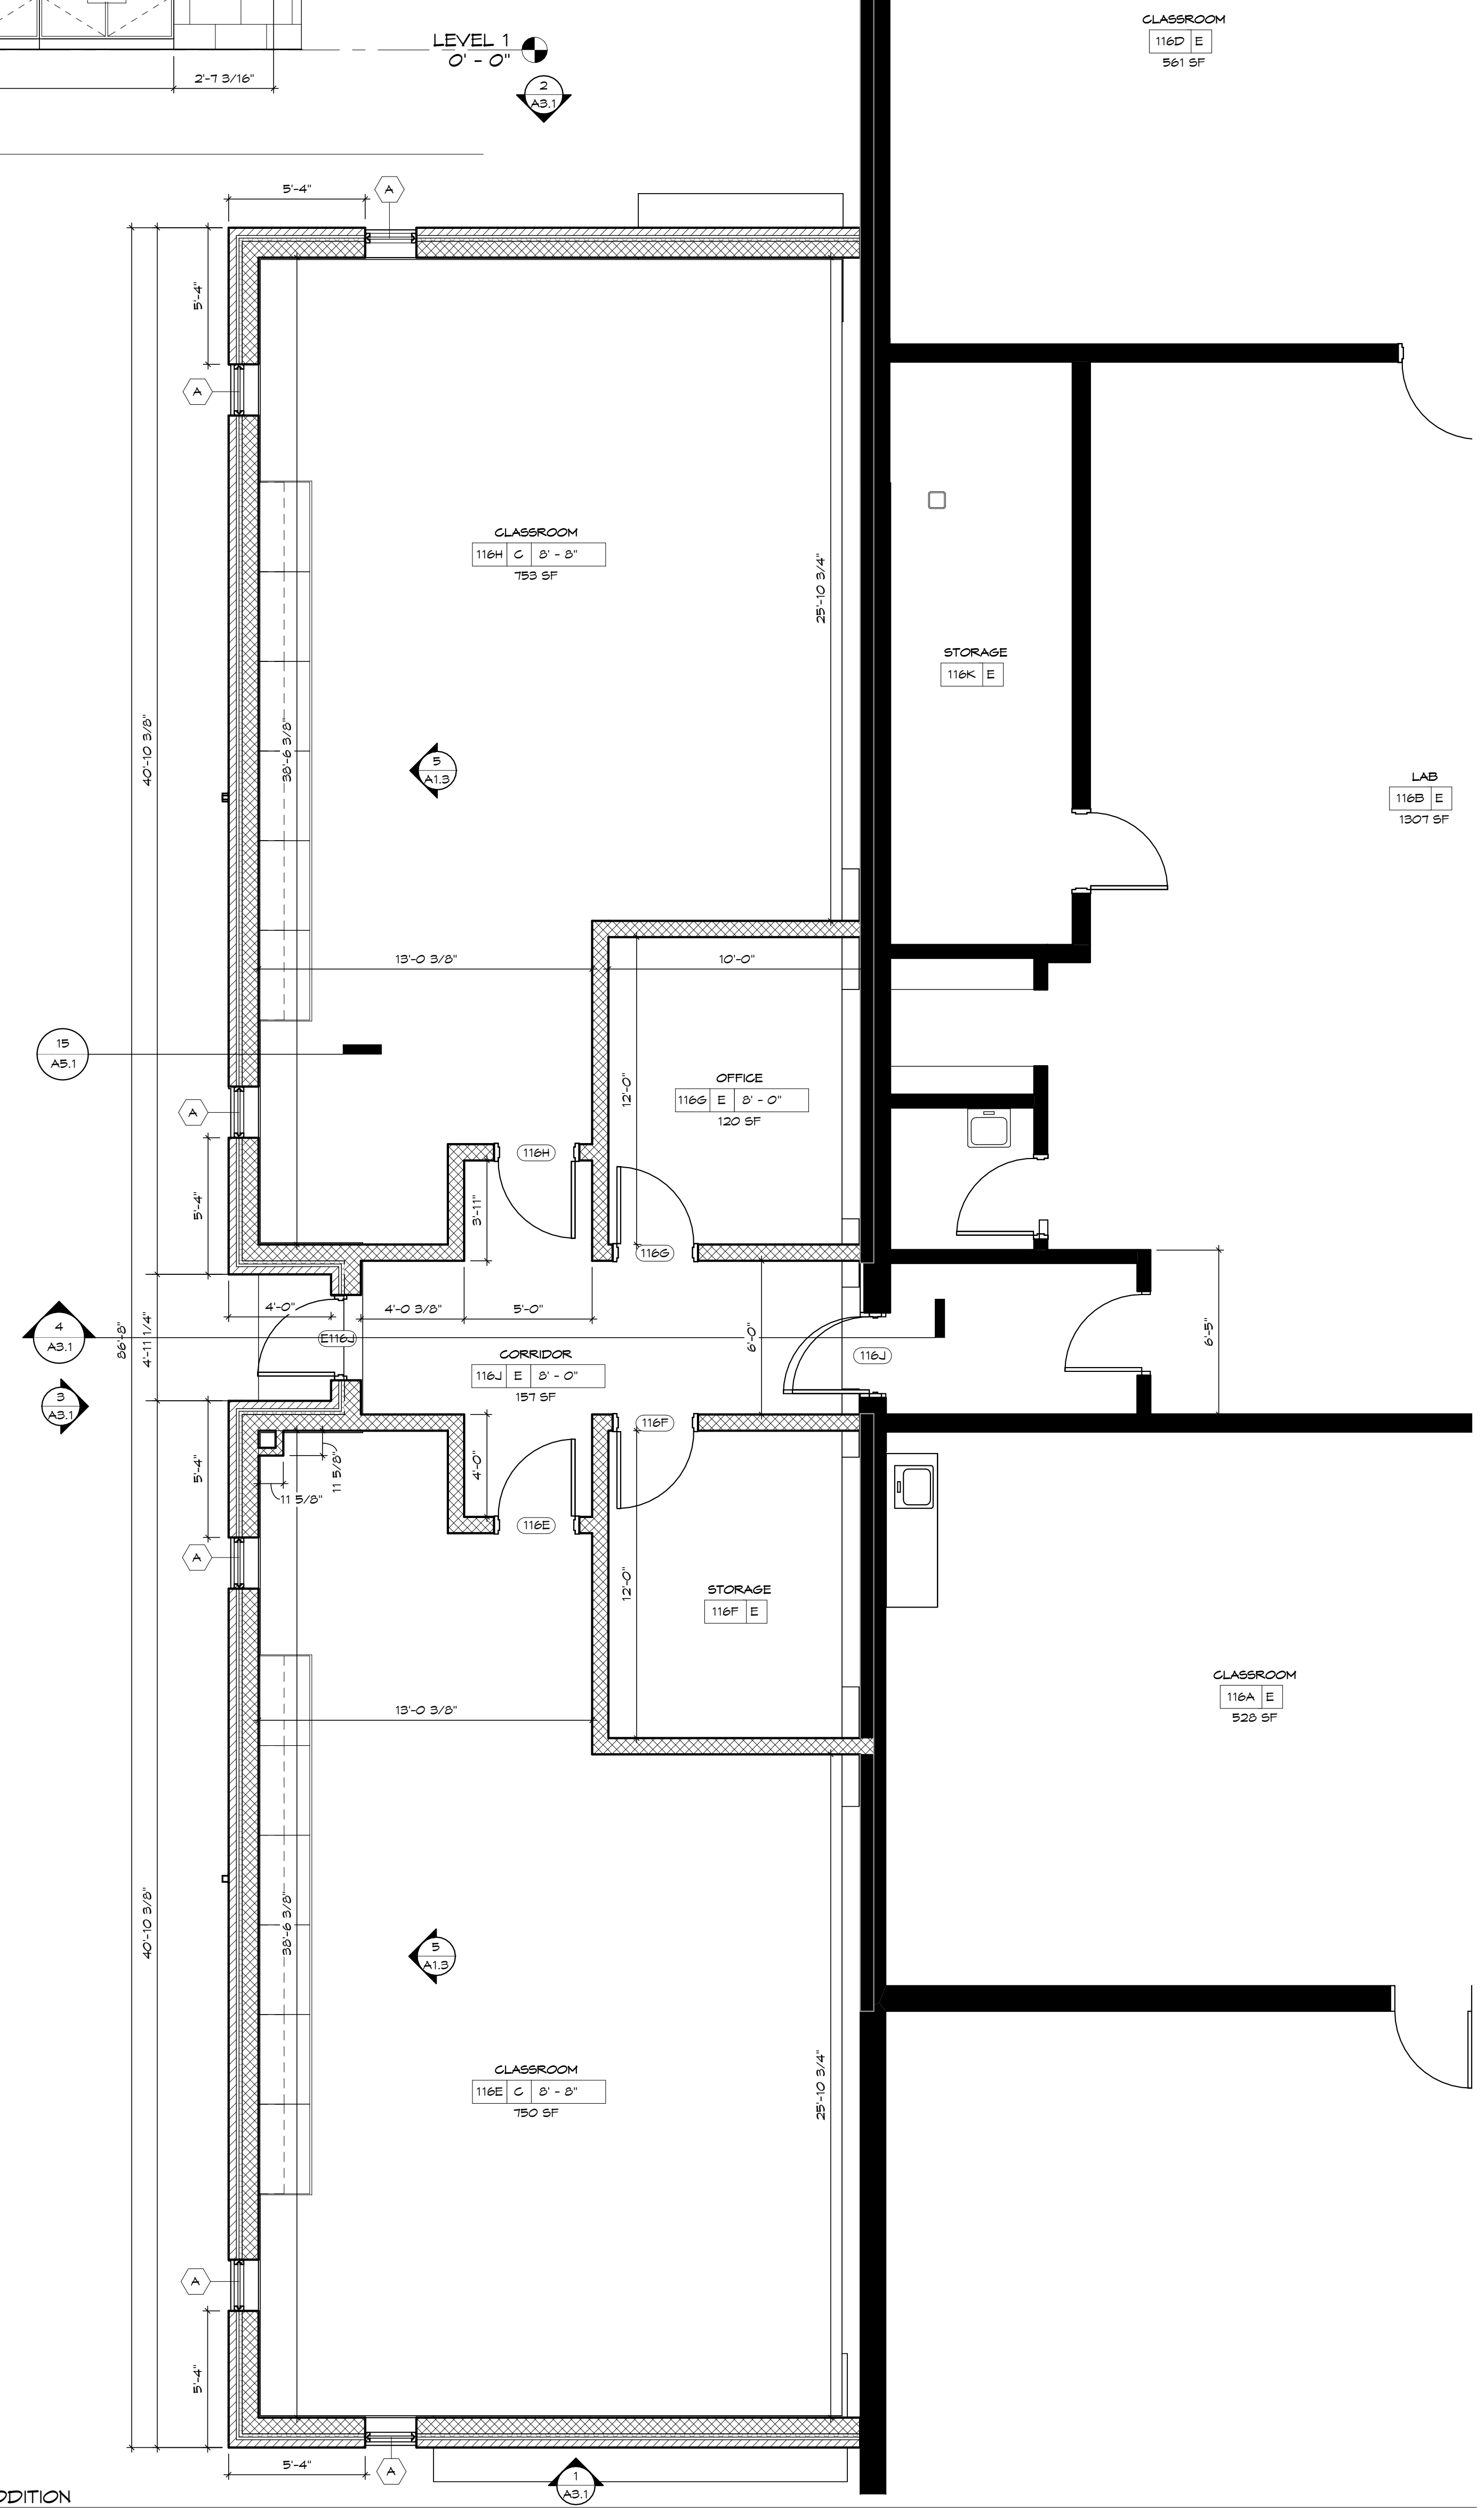 CLASSROOM
116D E
561 SF
LEVEL 1
0' - 0"
2'-7 3/16"
2
A3.1
5'-4"
A
5'-4"
A
CLASSROOM
116H C 8' - 8"
753 SF
25'-10 3/4"
STORAGE
116K E
40'-10 3/8"
38'-6 3/8"
5
A1.3
LAB
116B E
1307 SF
13'-0 3/8"
10'-0"
15
A5.1
OFFICE
116G E 8' - 0"
120 SF
12'-0"
A
116H
5'-4"
3'-11"
116G
4'-0"
4'-0 3/8"
5'-0"
4
A3.1
86'-8"
4'-11 1/4"
E116J
6'-0"
6'-5"
CORRIDOR
116J E 8' - 0"
157 SF
116J
3
A3.1
116F
5'-4"
11 5/8"
11 5/8"
4'-0"
116E
A
12'-0"
STORAGE
116F E
CLASSROOM
116A E
528 SF
13'-0 3/8"
40'-10 3/8"
38'-6 3/8"
5
A1.3
CLASSROOM
116E C 8' - 8"
750 SF
25'-10 3/4"
A
5'-4"
5'-4"
A
1
A3.1
DDITION